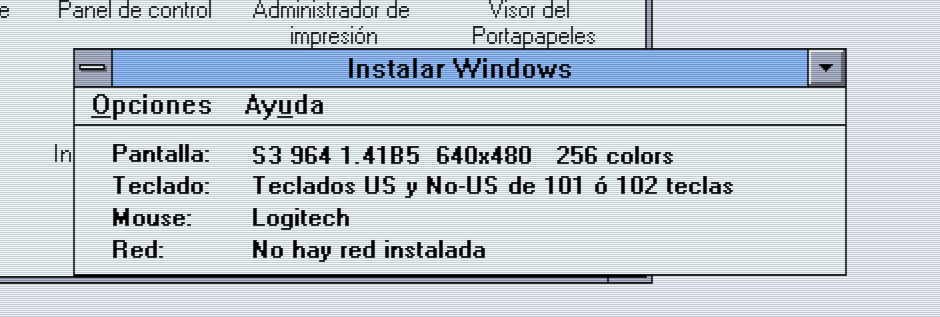 e Panel de control Administrador de impresión Visor del Portapapeles
Instalar Windows
Opciones Ayuda
In
Pantalla: S3 964 1.41B5 640x480 256 colors
Teclado: Teclados US y No-US de 101 ó 102 teclas
Mouse: Logitech
Red: No hay red instalada